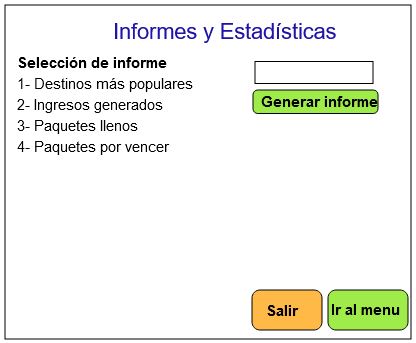 Informes y Estadísticas
Selección de informe
1- Destinos más populares
2- Ingresos generados
3- Paquetes llenos
4- Paquetes por vencer
Generar informe
Salir
Ir al menu